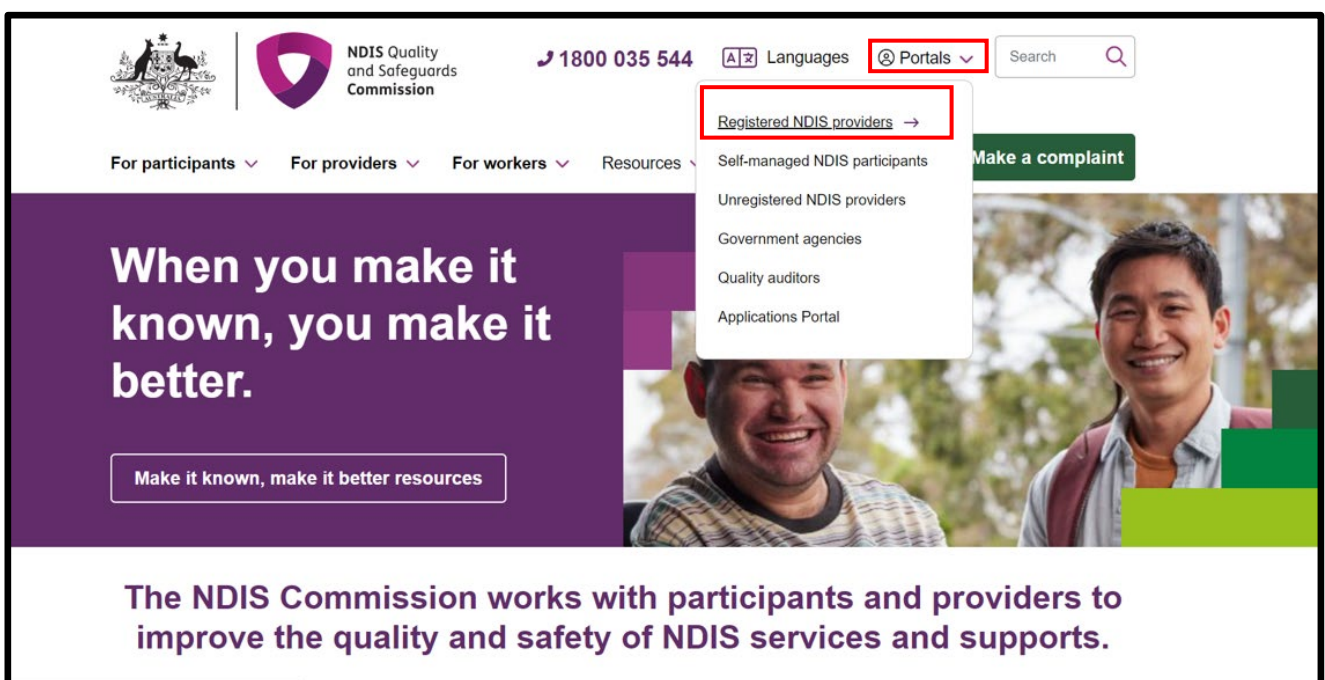 AUSTRALIA
NDIS Quality
and Safeguards
Commission
1800 035 544
Languages
Portals
Search
Registered NDIS providers →
Self-managed NDIS participants
Unregistered NDIS providers
Government agencies
Quality auditors
Applications Portal
For participants
For providers
For workers
Resources
Make a complaint
When you make it
known, you make it
better.
Make it known, make it better resources
The NDIS Commission works with participants and providers to
improve the quality and safety of NDIS services and supports.